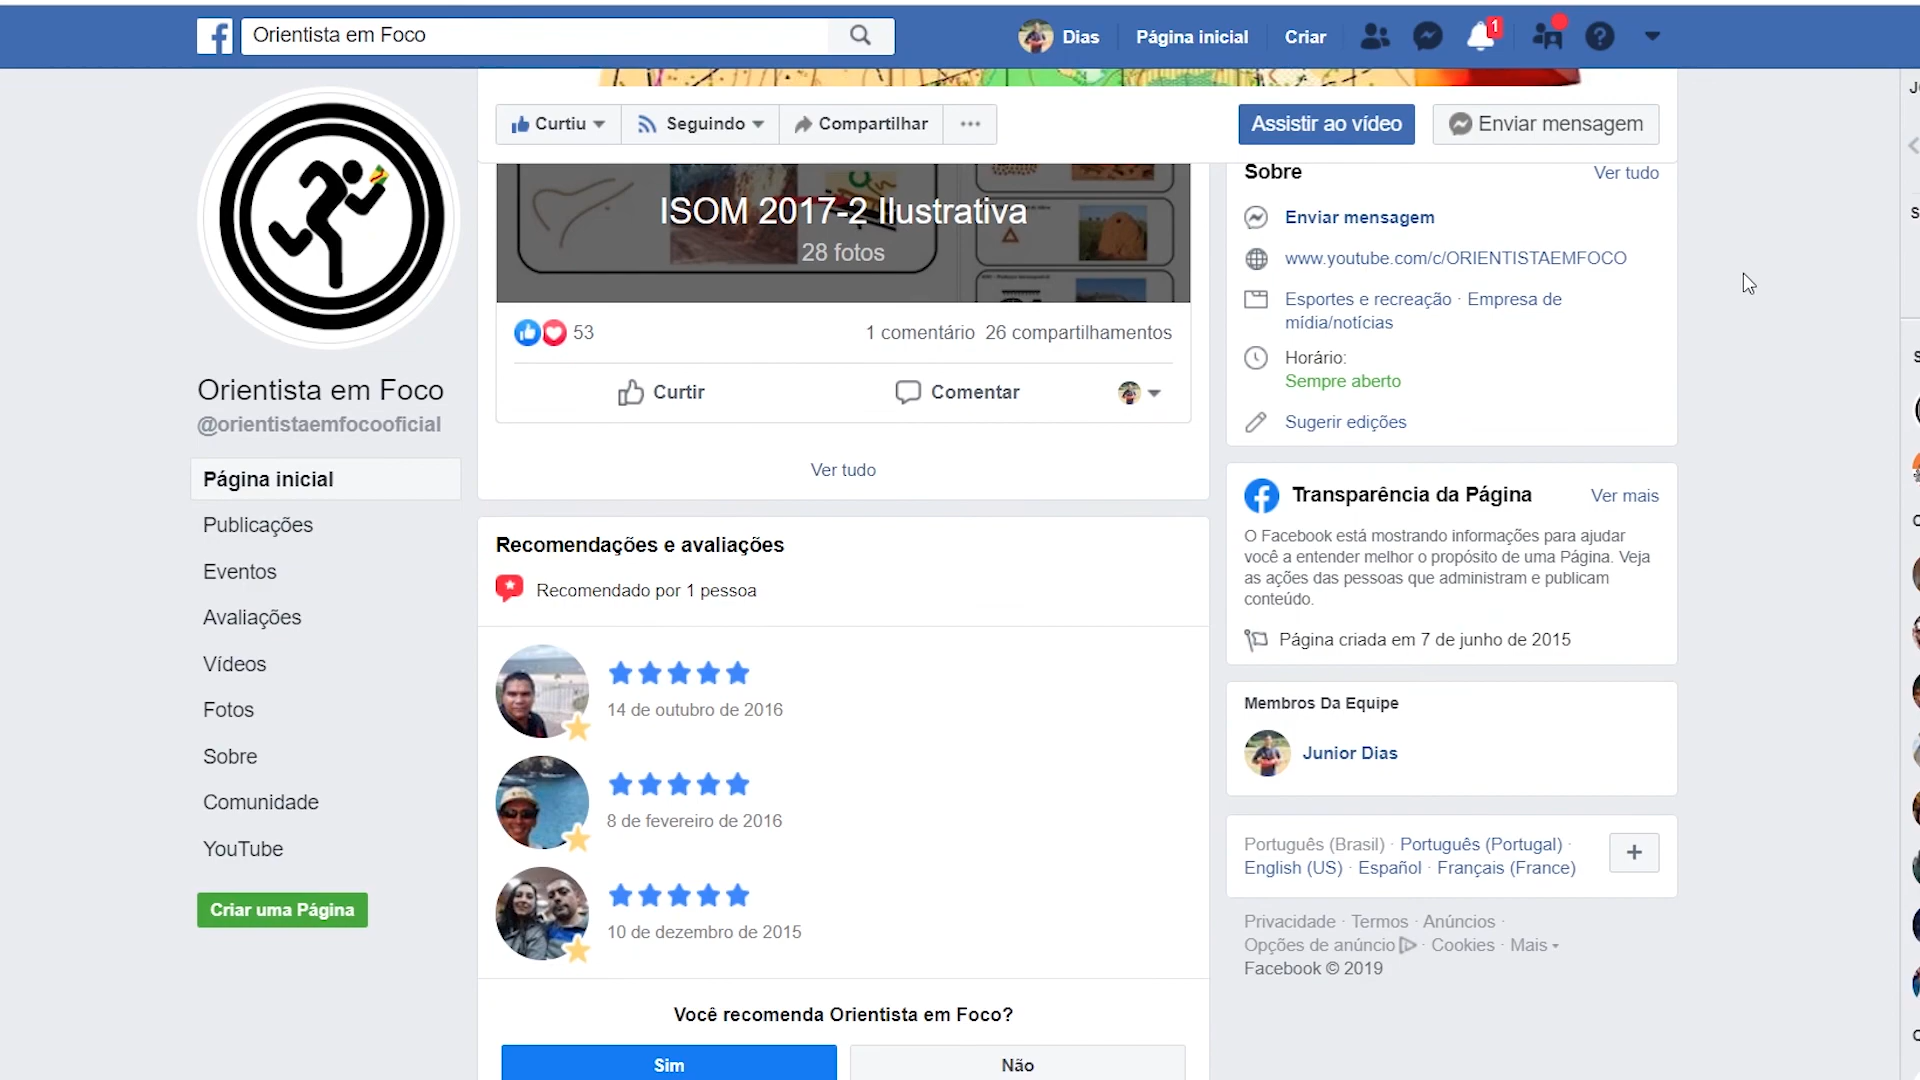 Orientista em Foco
Dias
Página inicial
Criar
1
Curtiu
Seguindo
Compartilhar
Assistir ao vídeo
Enviar mensagem
Orientista em Foco
@orientistaemfocooficial
Página inicial
Publicações
Eventos
Avaliações
Vídeos
Fotos
Sobre
Comunidade
YouTube
Criar uma Página
ISOM 2017-2 Ilustrativa
28 fotos
53
1 comentário 26 compartilhamentos
Curtir
Comentar
Ver tudo
Recomendações e avaliações
Recomendado por 1 pessoa
14 de outubro de 2016
8 de fevereiro de 2016
10 de dezembro de 2015
Você recomenda Orientista em Foco?
Sim
Não
Sobre
Ver tudo
Enviar mensagem
www.youtube.com/c/ORIENTISTAEMFOCO
Esportes e recreação · Empresa de
mídia/notícias
Horário:
Sempre aberto
Sugerir edições
Transparência da Página
Ver mais
O Facebook está mostrando informações para ajudar
você a entender melhor o propósito de uma Página. Veja
as ações das pessoas que administram e publicam
conteúdo.
Página criada em 7 de junho de 2015
Membros Da Equipe
Junior Dias
Português (Brasil) · Português (Portugal) ·
English (US) · Español · Français (France)
Privacidade · Termos · Anúncios ·
Opções de anúncio · Cookies · Mais
Facebook © 2019